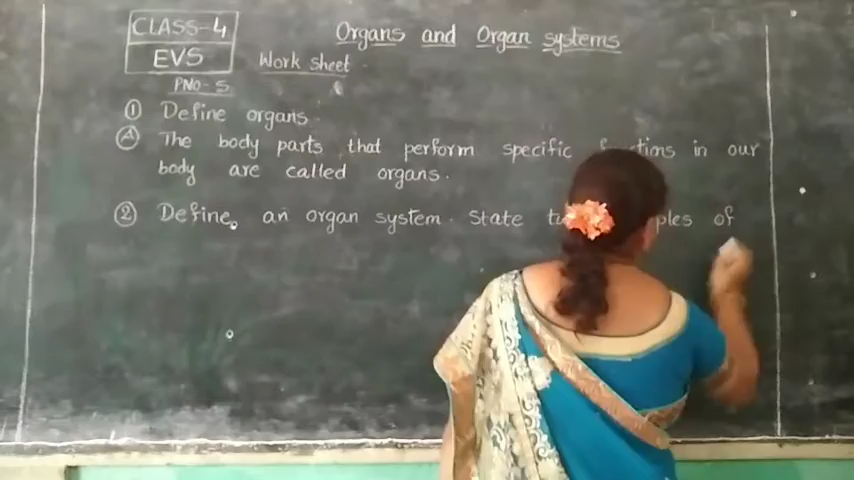 CLASS-4
EVS
Organs and Organ systems
Work sheet
PNO-5
① Define organs.
Ⓐ The body parts that perform specific in our
body are called organs.
② Define an organ system. State of